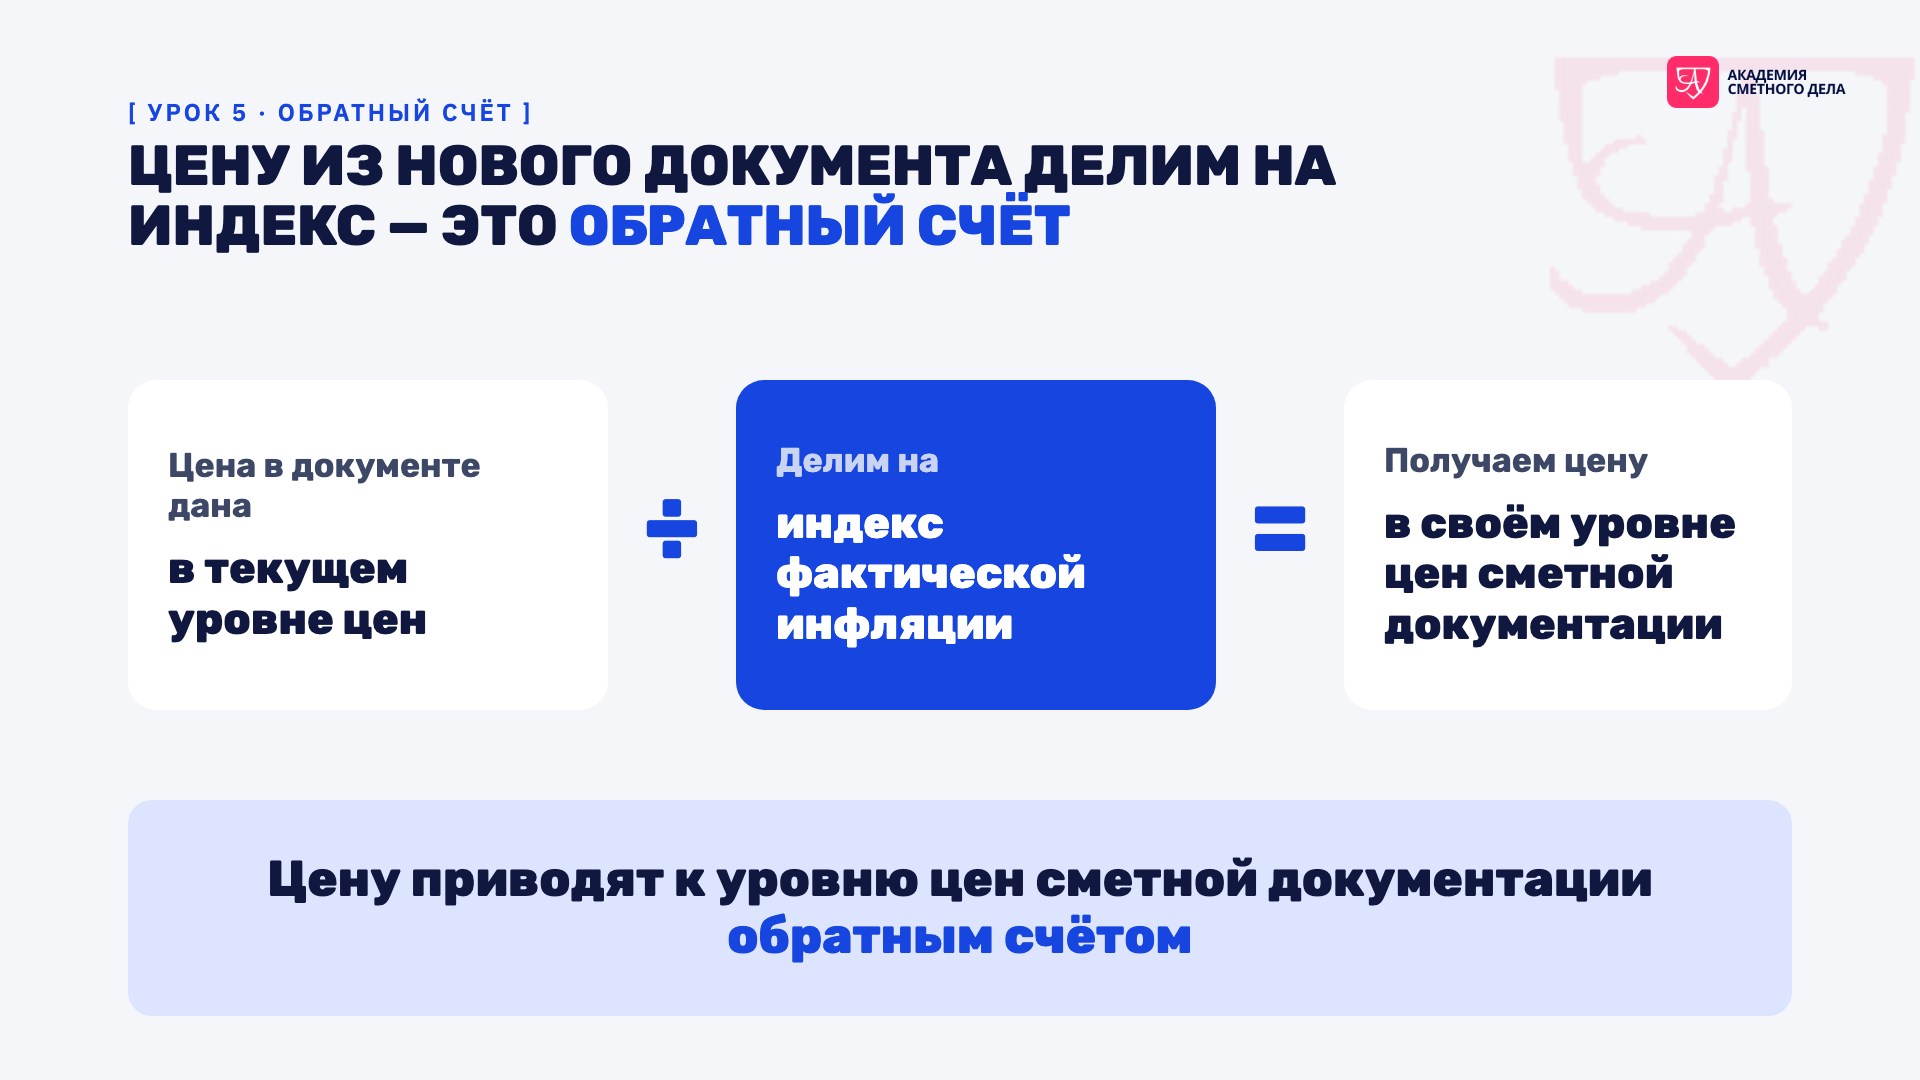 АКАДЕМИЯ
СМЕТНОГО ДЕЛА
[ УРОК 5 · ОБРАТНЫЙ СЧЁТ ]
ЦЕНУ ИЗ НОВОГО ДОКУМЕНТА ДЕЛИМ НА
ИНДЕКС — ЭТО ОБРАТНЫЙ СЧЁТ
Цена в документе
дана
в текущем
уровне цен
÷
Делим на
индекс
фактической
инфляции
=
Получаем цену
в своём уровне
цен сметной
документации
Цену приводят к уровню цен сметной документации
обратным счётом